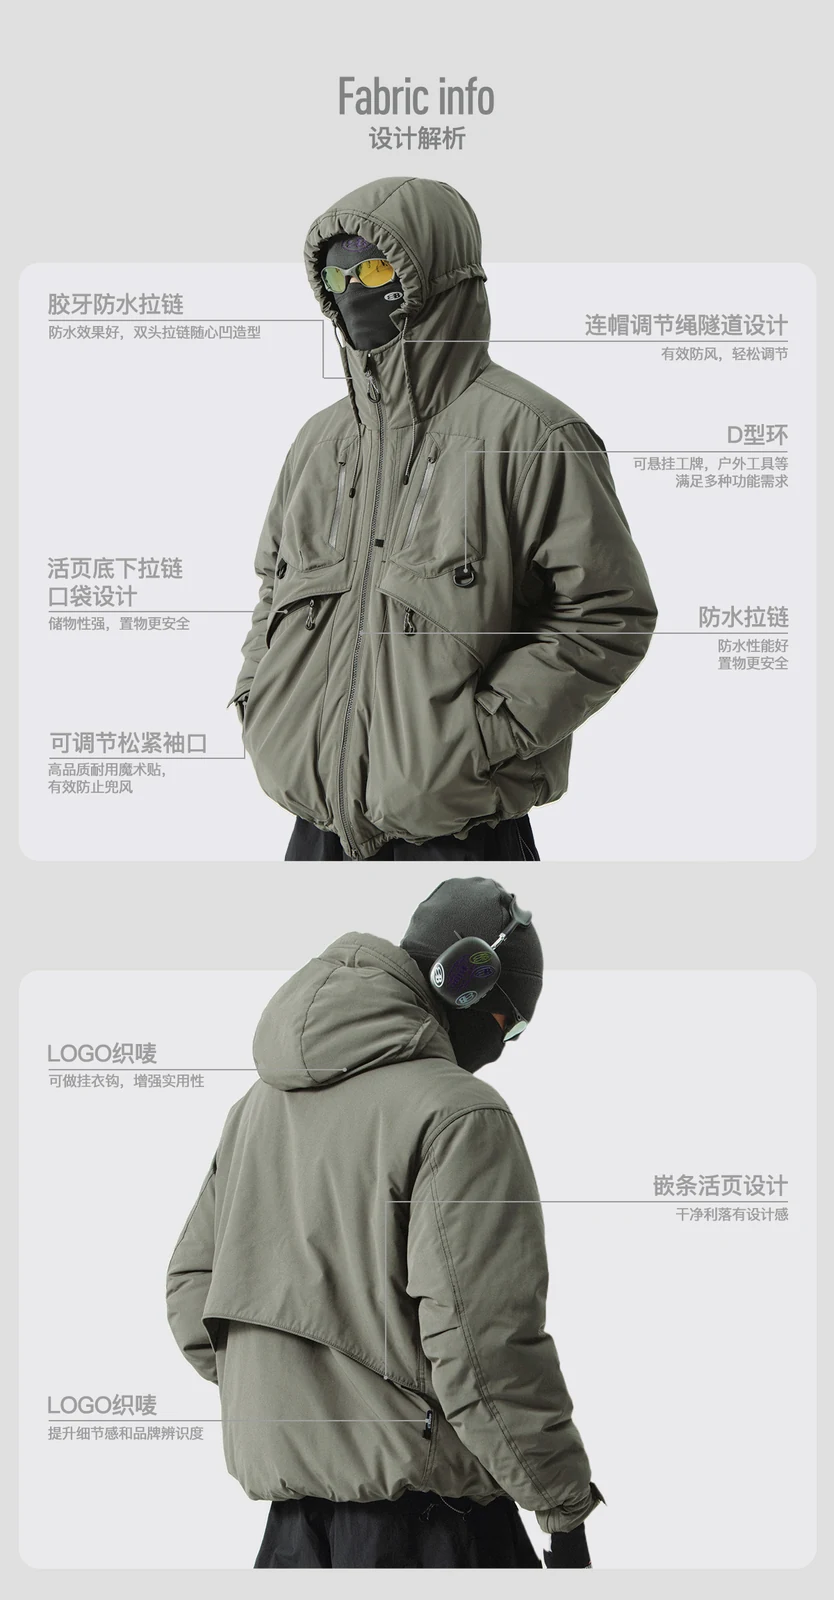 Fabric info
设计解析
胶牙防水拉链
防水效果好，双头拉链随心凹造型
连帽调节绳隧道设计
有效防风，轻松调节
D型环
可悬挂工牌，户外工具等
满足多种功能需求
活页底下拉链
口袋设计
储物性强，置物更安全
防水拉链
防水性能好
置物更安全
可调节松紧袖口
高品质耐用魔术贴，
有效防止兜风
LOGO织唛
可做挂衣钩，增强实用性
嵌条活页设计
干净利落有设计感
LOGO织唛
提升细节感和品牌辨识度